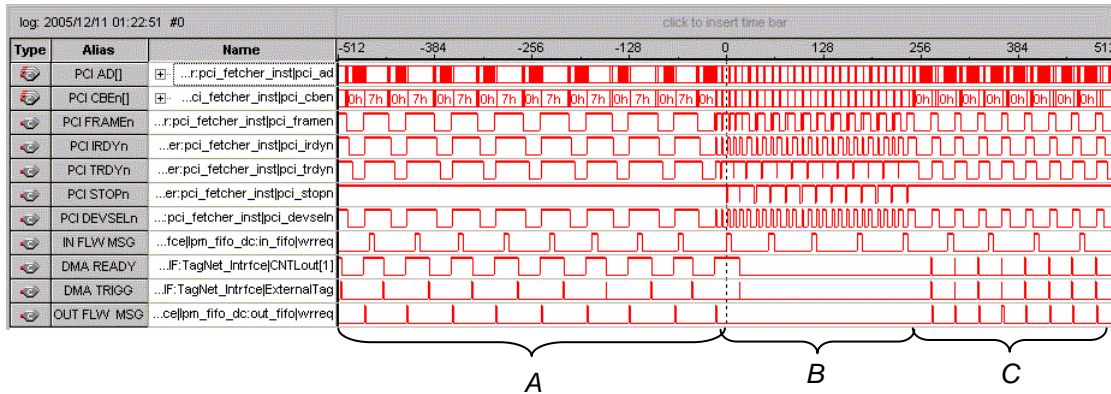 log: 2005/12/11 01:22:51 #0 click to insert time bar
Type Alias Name -512 -384 -256 -128 0 128 256 384 512
PCI AD[] ...r:pci_fetcher_inst|pci_ad
PCI CBEn[] ...ci_fetcher_inst|pci_cben 0h 7h 0h 7h 0h 7h 0h 7h 0h 7h 0h 7h 0h 7h 0h 7h 0h 0h 0h 0h 0h 0h 0h 0h
PCI FRAMEn ...r:pci_fetcher_inst|pci_framen
PCI IRDYn ...er:pci_fetcher_inst|pci_irdyn
PCI TRDYn ...er:pci_fetcher_inst|pci_trdyn
PCI STOPn ...er:pci_fetcher_inst|pci_stopn
PCI DEVSELn ...:pci_fetcher_inst|pci_devseln
IN FLW MSG ...fce|lpm_fifo_dc:in_fifo|wrreq
DMA READY ...IF:TagNet_Intrfce|CNTLout[1]
DMA TRIGG ...IF:TagNet_Intrfce|ExternalTag
OUT FLW MSG ...ce|lpm_fifo_dc:out_fifo|wrreq
A B C